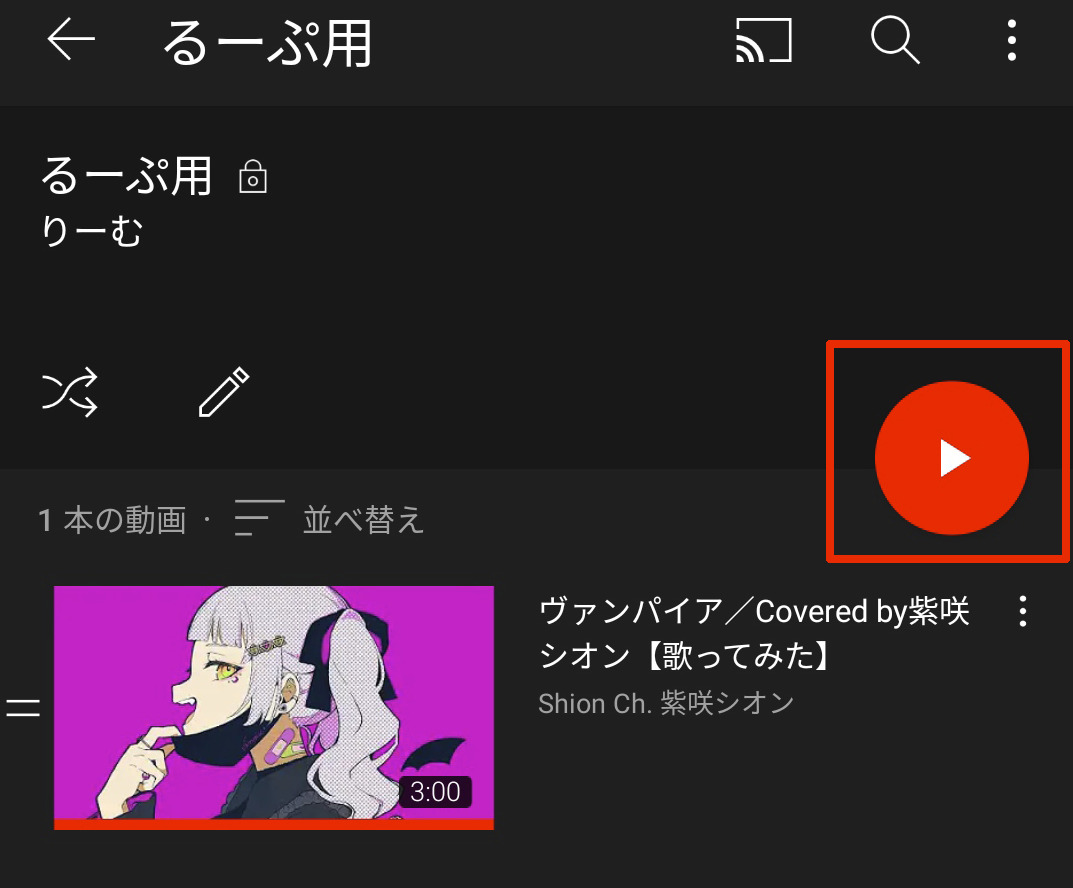 るーぷ用
るーぷ用
りーむ
1 本の動画 · 並べ替え
ヴァンパイア／Covered by紫咲
シオン【歌ってみた】
Shion Ch. 紫咲シオン
3:00